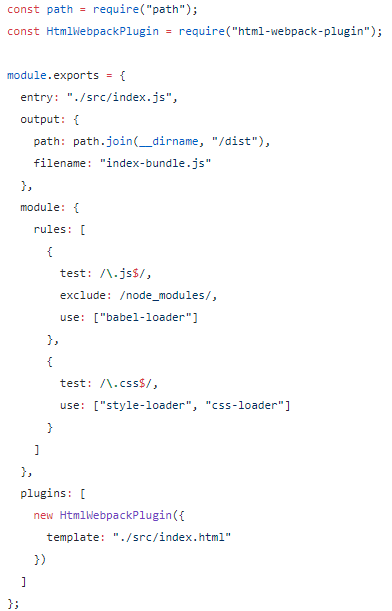 const path = require("path");
const HtmlWebpackPlugin = require("html-webpack-plugin");

module.exports = {
  entry: "./src/index.js",
  output: {
    path: path.join(__dirname, "/dist"),
    filename: "index-bundle.js"
  },
  module: {
    rules: [
      {
        test: /\.js$/,
        exclude: /node_modules/,
        use: ["babel-loader"]
      },
      {
        test: /\.css$/,
        use: ["style-loader", "css-loader"]
      }
    ]
  },
  plugins: [
    new HtmlWebpackPlugin({
      template: "./src/index.html"
    })
  ]
};